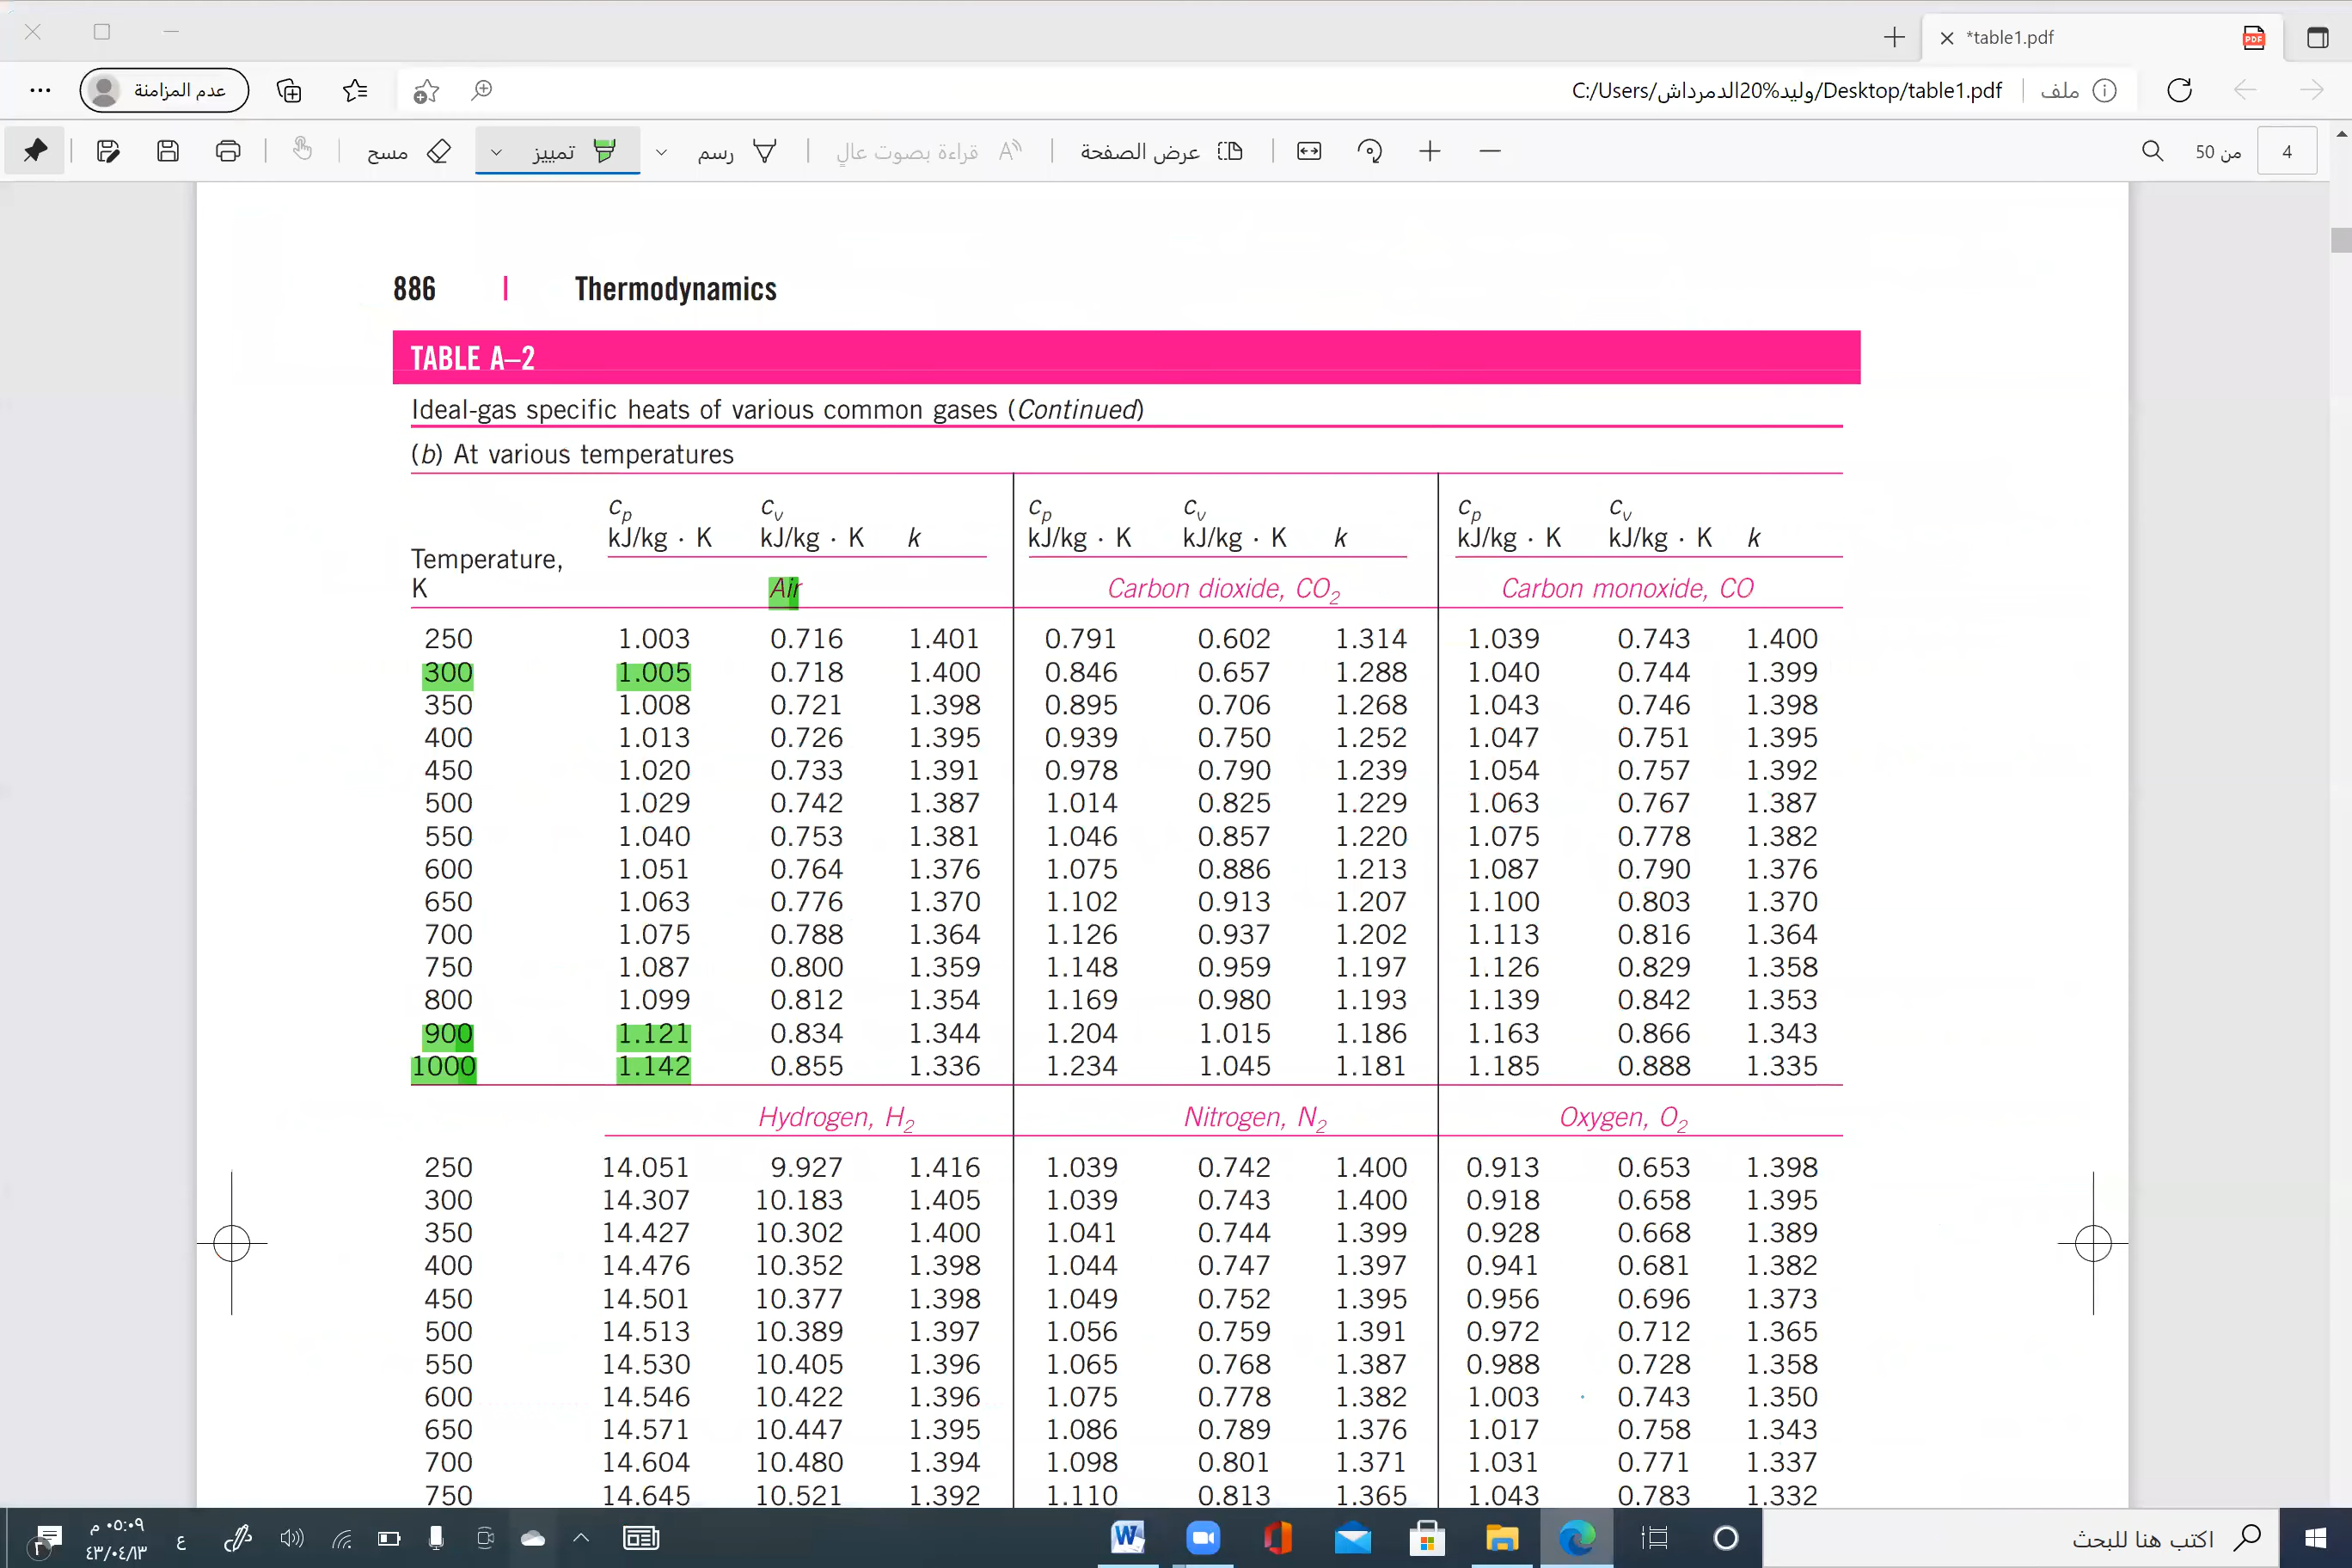 *table1.pdf
عدم المزامنة
C:/Users/وليد%20الدمرداش/Desktop/table1.pdf
ملف
4
من 50
عرض الصفحة
قراءة بصوت عالٍ
رسم
تمييز
مسح
886 | Thermodynamics
TABLE A–2
Ideal-gas specific heats of various common gases (Continued)
(b) At various temperatures
cp cv cp cv cp cv
kJ/kg · K kJ/kg · K k kJ/kg · K kJ/kg · K k kJ/kg · K kJ/kg · K k
Temperature,
K Air Carbon dioxide, CO2 Carbon monoxide, CO
250 1.003 0.716 1.401 0.791 0.602 1.314 1.039 0.743 1.400
300 1.005 0.718 1.400 0.846 0.657 1.288 1.040 0.744 1.399
350 1.008 0.721 1.398 0.895 0.706 1.268 1.043 0.746 1.398
400 1.013 0.726 1.395 0.939 0.750 1.252 1.047 0.751 1.395
450 1.020 0.733 1.391 0.978 0.790 1.239 1.054 0.757 1.392
500 1.029 0.742 1.387 1.014 0.825 1.229 1.063 0.767 1.387
550 1.040 0.753 1.381 1.046 0.857 1.220 1.075 0.778 1.382
600 1.051 0.764 1.376 1.075 0.886 1.213 1.087 0.790 1.376
650 1.063 0.776 1.370 1.102 0.913 1.207 1.100 0.803 1.370
700 1.075 0.788 1.364 1.126 0.937 1.202 1.113 0.816 1.364
750 1.087 0.800 1.359 1.148 0.959 1.197 1.126 0.829 1.358
800 1.099 0.812 1.354 1.169 0.980 1.193 1.139 0.842 1.353
900 1.121 0.834 1.344 1.204 1.015 1.186 1.163 0.866 1.343
1000 1.142 0.855 1.336 1.234 1.045 1.181 1.185 0.888 1.335
Hydrogen, H2 Nitrogen, N2 Oxygen, O2
250 14.051 9.927 1.416 1.039 0.742 1.400 0.913 0.653 1.398
300 14.307 10.183 1.405 1.039 0.743 1.400 0.918 0.658 1.395
350 14.427 10.302 1.400 1.041 0.744 1.399 0.928 0.668 1.389
400 14.476 10.352 1.398 1.044 0.747 1.397 0.941 0.681 1.382
450 14.501 10.377 1.398 1.049 0.752 1.395 0.956 0.696 1.373
500 14.513 10.389 1.397 1.056 0.759 1.391 0.972 0.712 1.365
550 14.530 10.405 1.396 1.065 0.768 1.387 0.988 0.728 1.358
600 14.546 10.422 1.396 1.075 0.778 1.382 1.003 0.743 1.350
650 14.571 10.447 1.395 1.086 0.789 1.376 1.017 0.758 1.343
700 14.604 10.480 1.394 1.098 0.801 1.371 1.031 0.771 1.337
750 14.645 10.521 1.392 1.110 0.813 1.365 1.043 0.783 1.332
اكتب هنا للبحث
ع
٠٥:٠٩ م
٤٣/٠٤/١٣